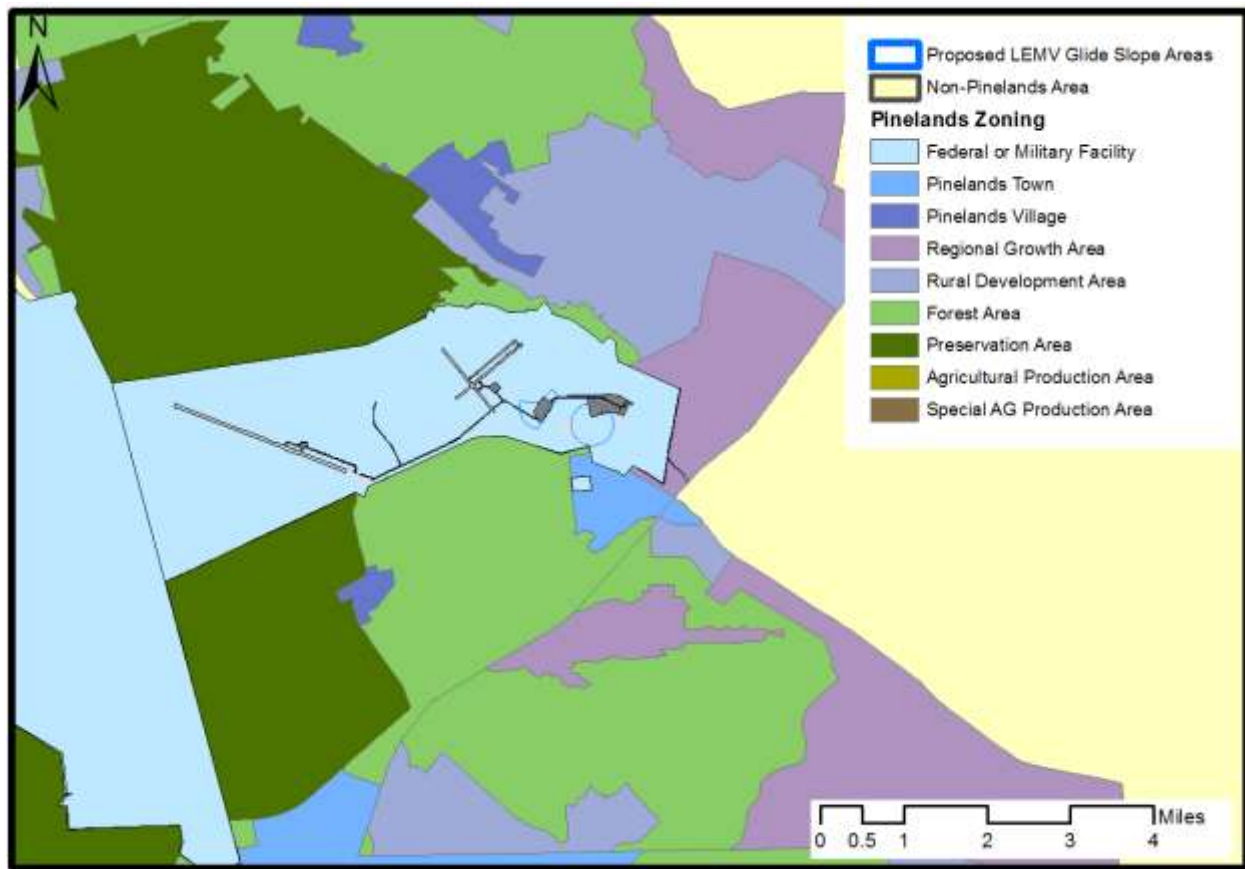 N
Proposed LEMV Glide Slope Areas
Non-Pinelands Area
Pinelands Zoning
Federal or Military Facility
Pinelands Town
Pinelands Village
Regional Growth Area
Rural Development Area
Forest Area
Preservation Area
Agricultural Production Area
Special AG Production Area
Miles
0 0.5 1 2 3 4